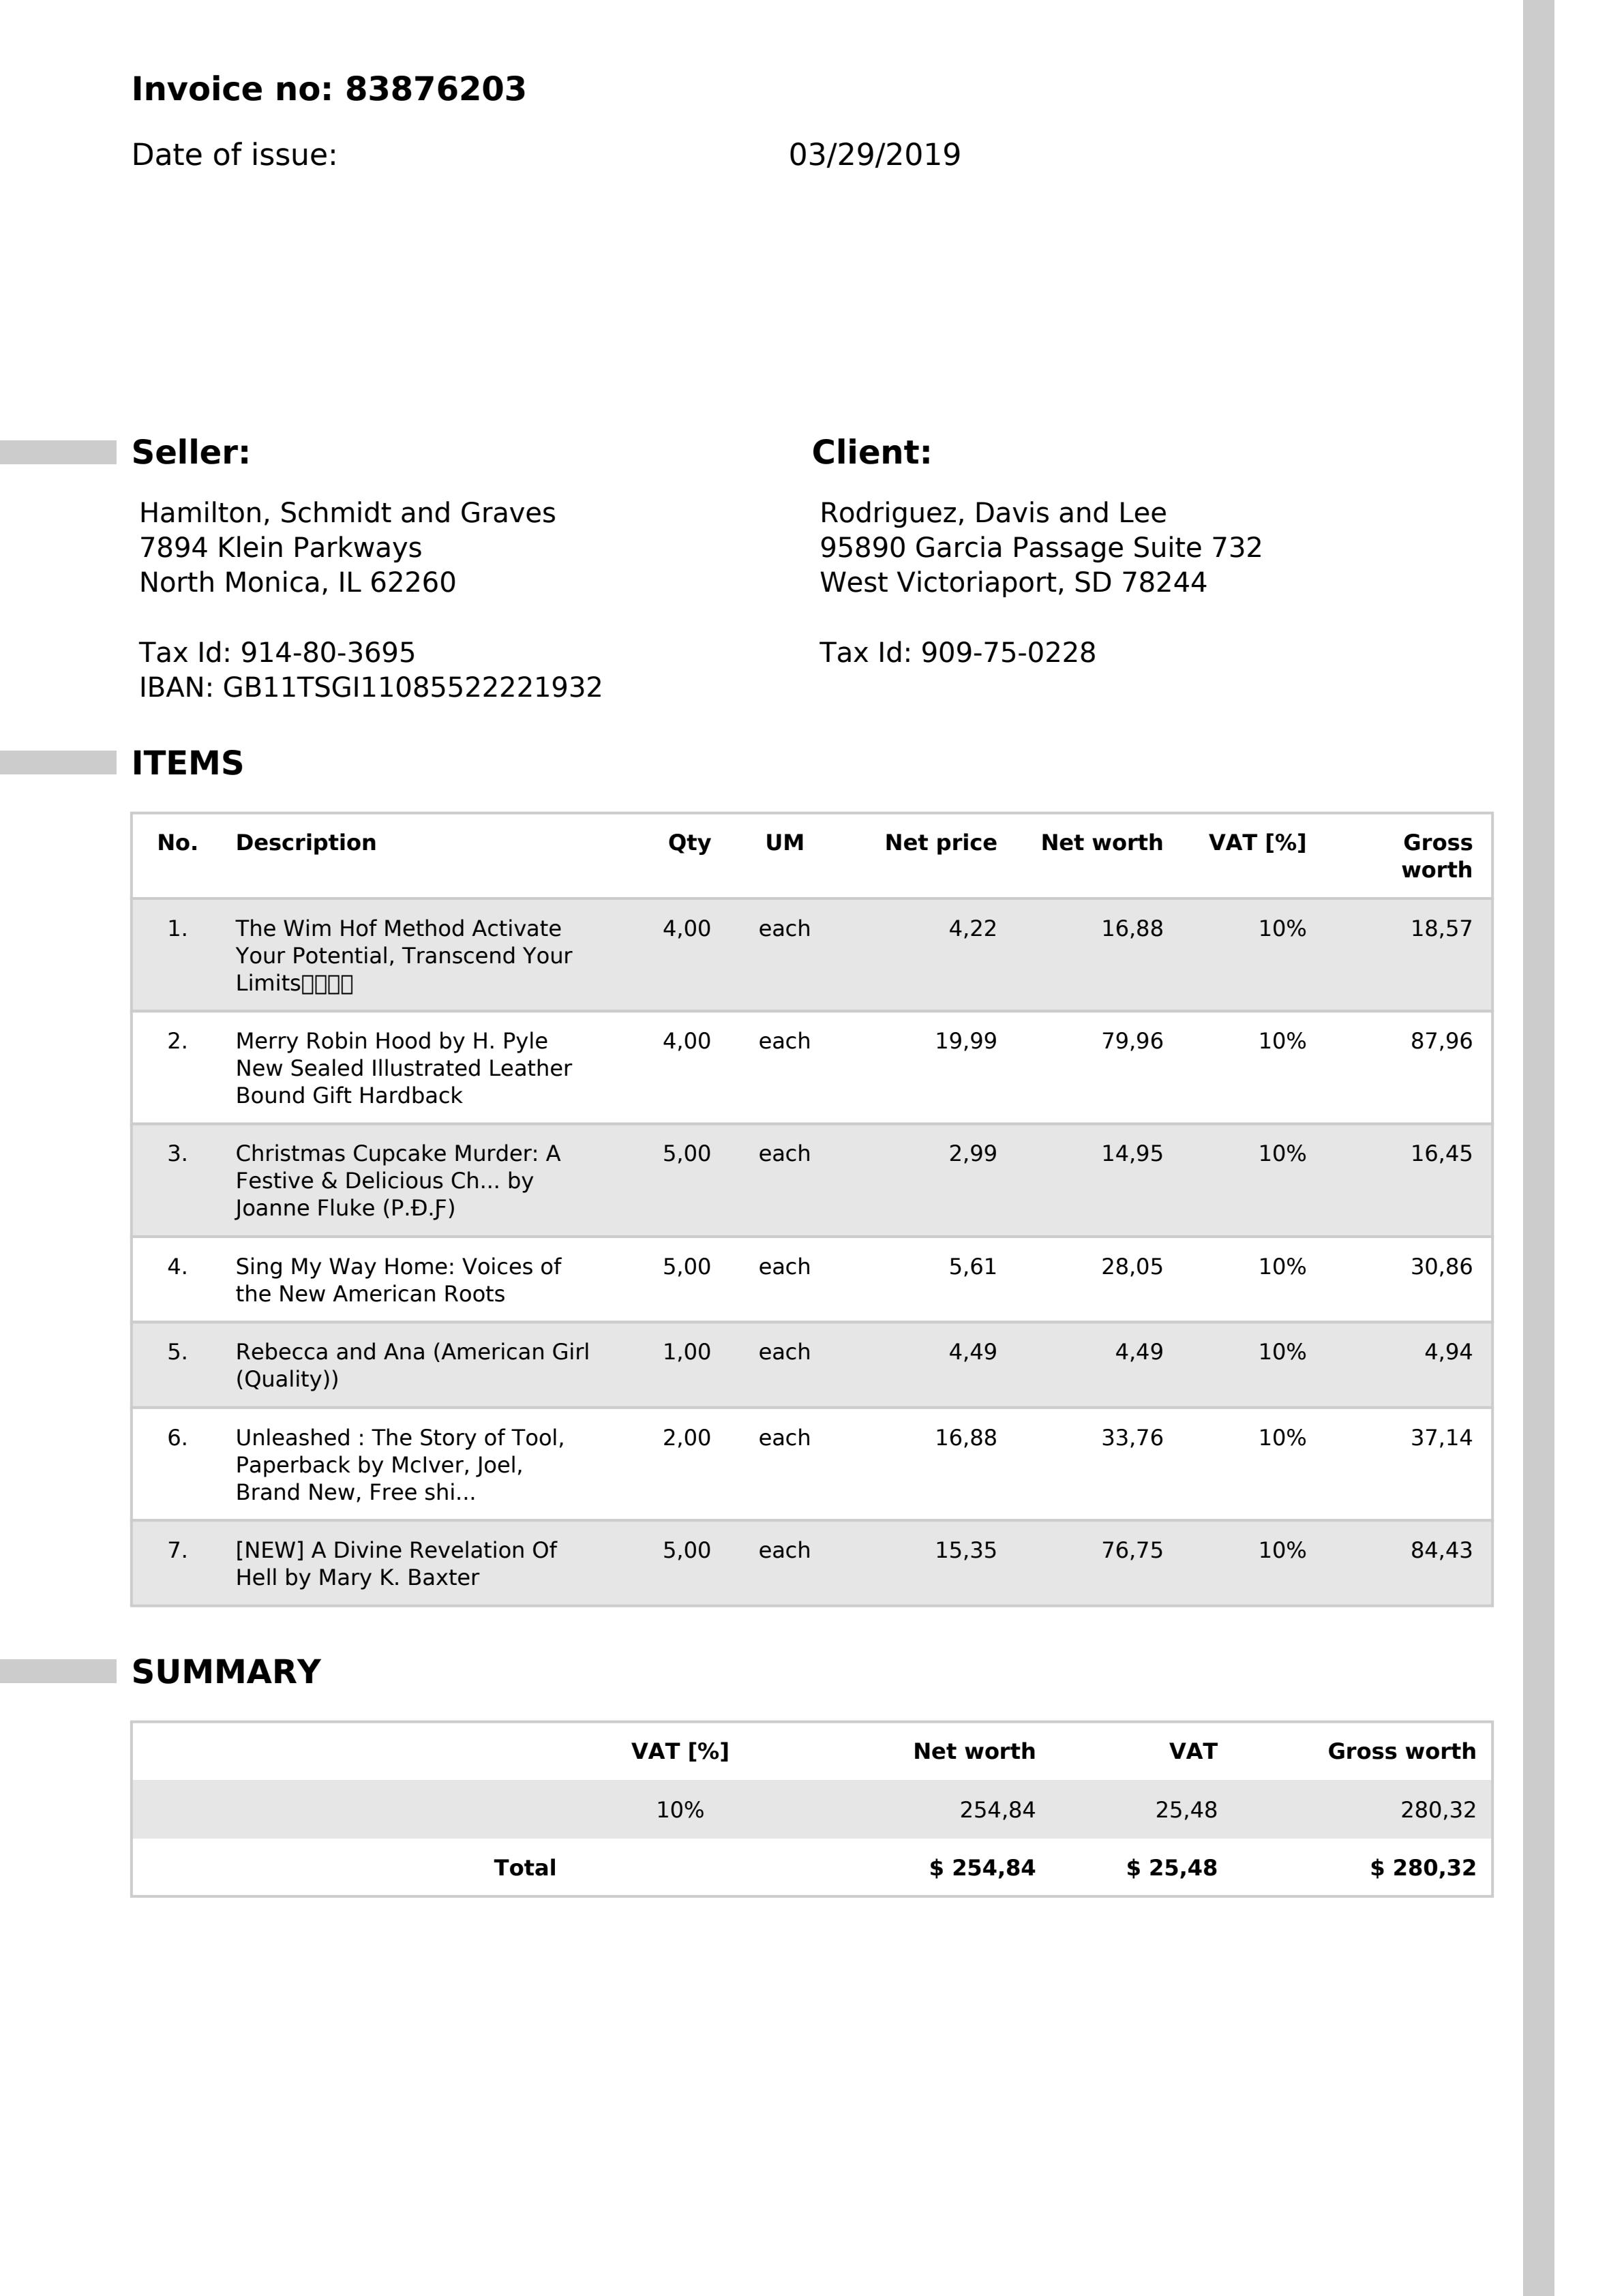 Invoice no: 83876203
Date of issue: 03/29/2019
Seller:
Hamilton, Schmidt and Graves
7894 Klein Parkways
North Monica, IL 62260
Tax Id: 914-80-3695
IBAN: GB11TSGI11085522221932
Client:
Rodriguez, Davis and Lee
95890 Garcia Passage Suite 732
West Victoriaport, SD 78244
Tax Id: 909-75-0228
ITEMS
No. Description Qty UM Net price Net worth VAT [%] Gross
worth
1. The Wim Hof Method Activate 4,00 each 4,22 16,88 10% 18,57
Your Potential, Transcend Your
Limits
2. Merry Robin Hood by H. Pyle 4,00 each 19,99 79,96 10% 87,96
New Sealed Illustrated Leather
Bound Gift Hardback
3. Christmas Cupcake Murder: A 5,00 each 2,99 14,95 10% 16,45
Festive & Delicious Ch... by
Joanne Fluke (P.Đ.Ƒ)
4. Sing My Way Home: Voices of 5,00 each 5,61 28,05 10% 30,86
the New American Roots
5. Rebecca and Ana (American Girl 1,00 each 4,49 4,49 10% 4,94
(Quality))
6. Unleashed : The Story of Tool, 2,00 each 16,88 33,76 10% 37,14
Paperback by McIver, Joel,
Brand New, Free shi...
7. [NEW] A Divine Revelation Of 5,00 each 15,35 76,75 10% 84,43
Hell by Mary K. Baxter
SUMMARY
VAT [%] Net worth VAT Gross worth
10% 254,84 25,48 280,32
Total $ 254,84 $ 25,48 $ 280,32